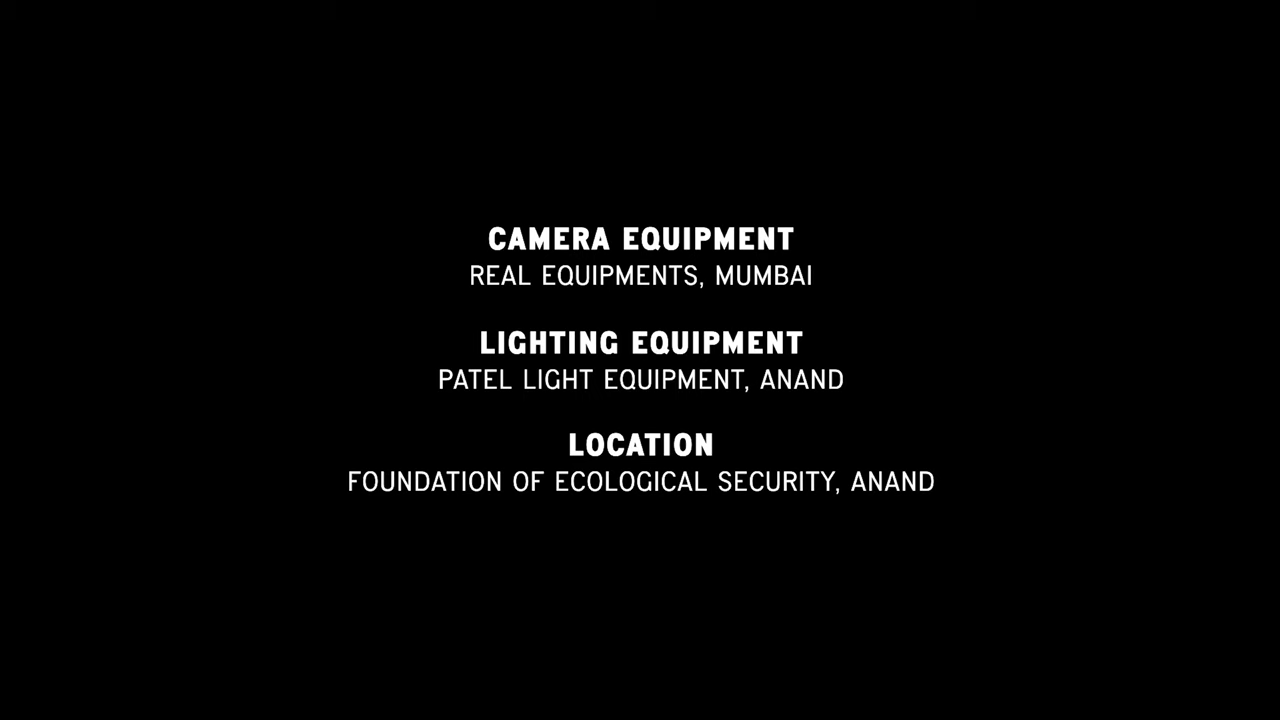 CAMERA EQUIPMENT
REAL EQUIPMENTS, MUMBAI
LIGHTING EQUIPMENT
PATEL LIGHT EQUIPMENT, ANAND
LOCATION
FOUNDATION OF ECOLOGICAL SECURITY, ANAND